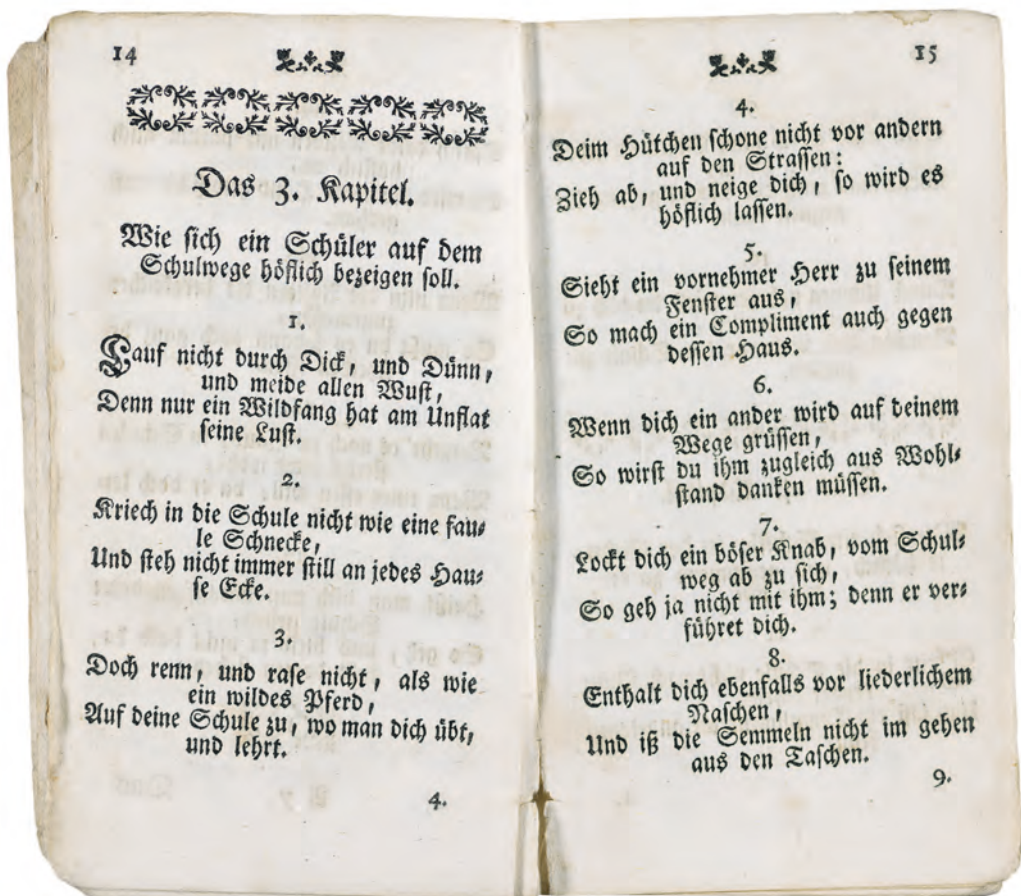 14
Das 3. Kapitel.
Wie sich ein Schüler auf dem
Schulwege höflich bezeigen soll.
1.
Lauf nicht durch Dick, und Dünn,
und meide allen Wust,
Denn nur ein Wildfang hat am Unflat
seine Lust.
2.
Kriech in die Schule nicht wie eine fau-
le Schnecke,
Und steh nicht immer still an jedes Hau-
se Ecke.
3.
Doch renn, und rase nicht, als wie
ein wildes Pferd,
Auf deine Schule zu, wo man dich übt,
und lehrt.
4.
15
4.
Deim Hütchen schone nicht vor andern
auf den Strassen:
Zieh ab, und neige dich, so wird es
höflich lassen.
5.
Sieht ein vornehmer Herr zu seinem
Fenster aus,
So mach ein Compliment auch gegen
dessen Haus.
6.
Wenn dich ein ander wird auf deinem
Wege grüssen,
So wirst du ihm zugleich aus Wohl-
stand danken müssen.
7.
Lockt dich ein böser Knab, vom Schul-
weg ab zu sich,
So geh ja nicht mit ihm; denn er ver-
führet dich.
8.
Enthalt dich ebenfalls vor liederlichem
Naschen,
Und iß die Semmeln nicht im gehen
aus den Taschen.
9.